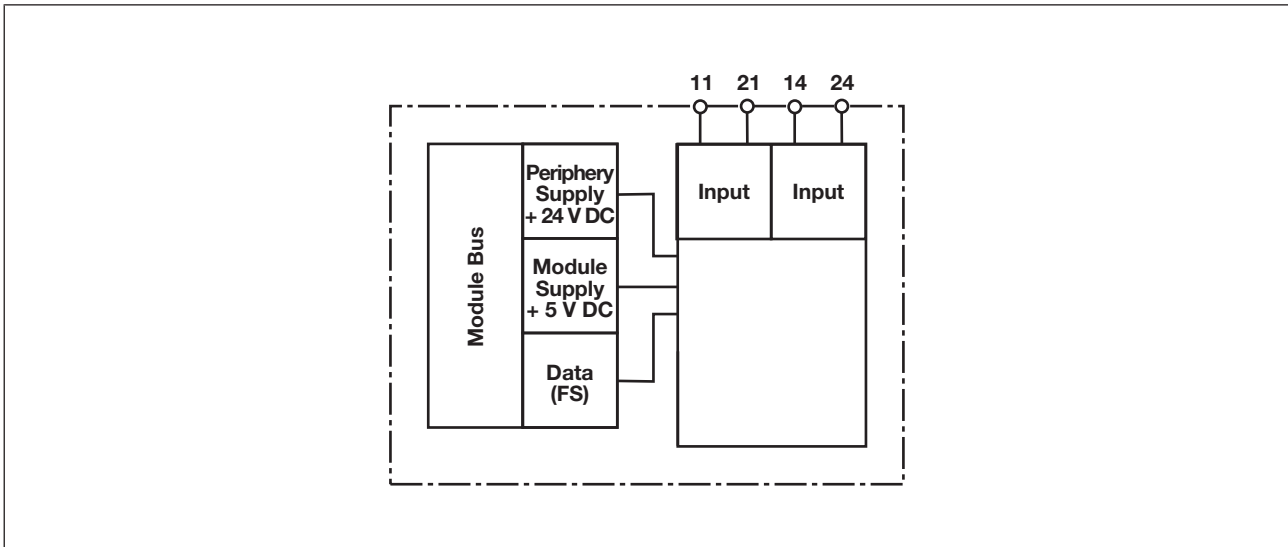 11 21 14 24
Periphery
Supply
+ 24 V DC
Input Input
Module Bus
Module
Supply
+ 5 V DC
Data
(FS)